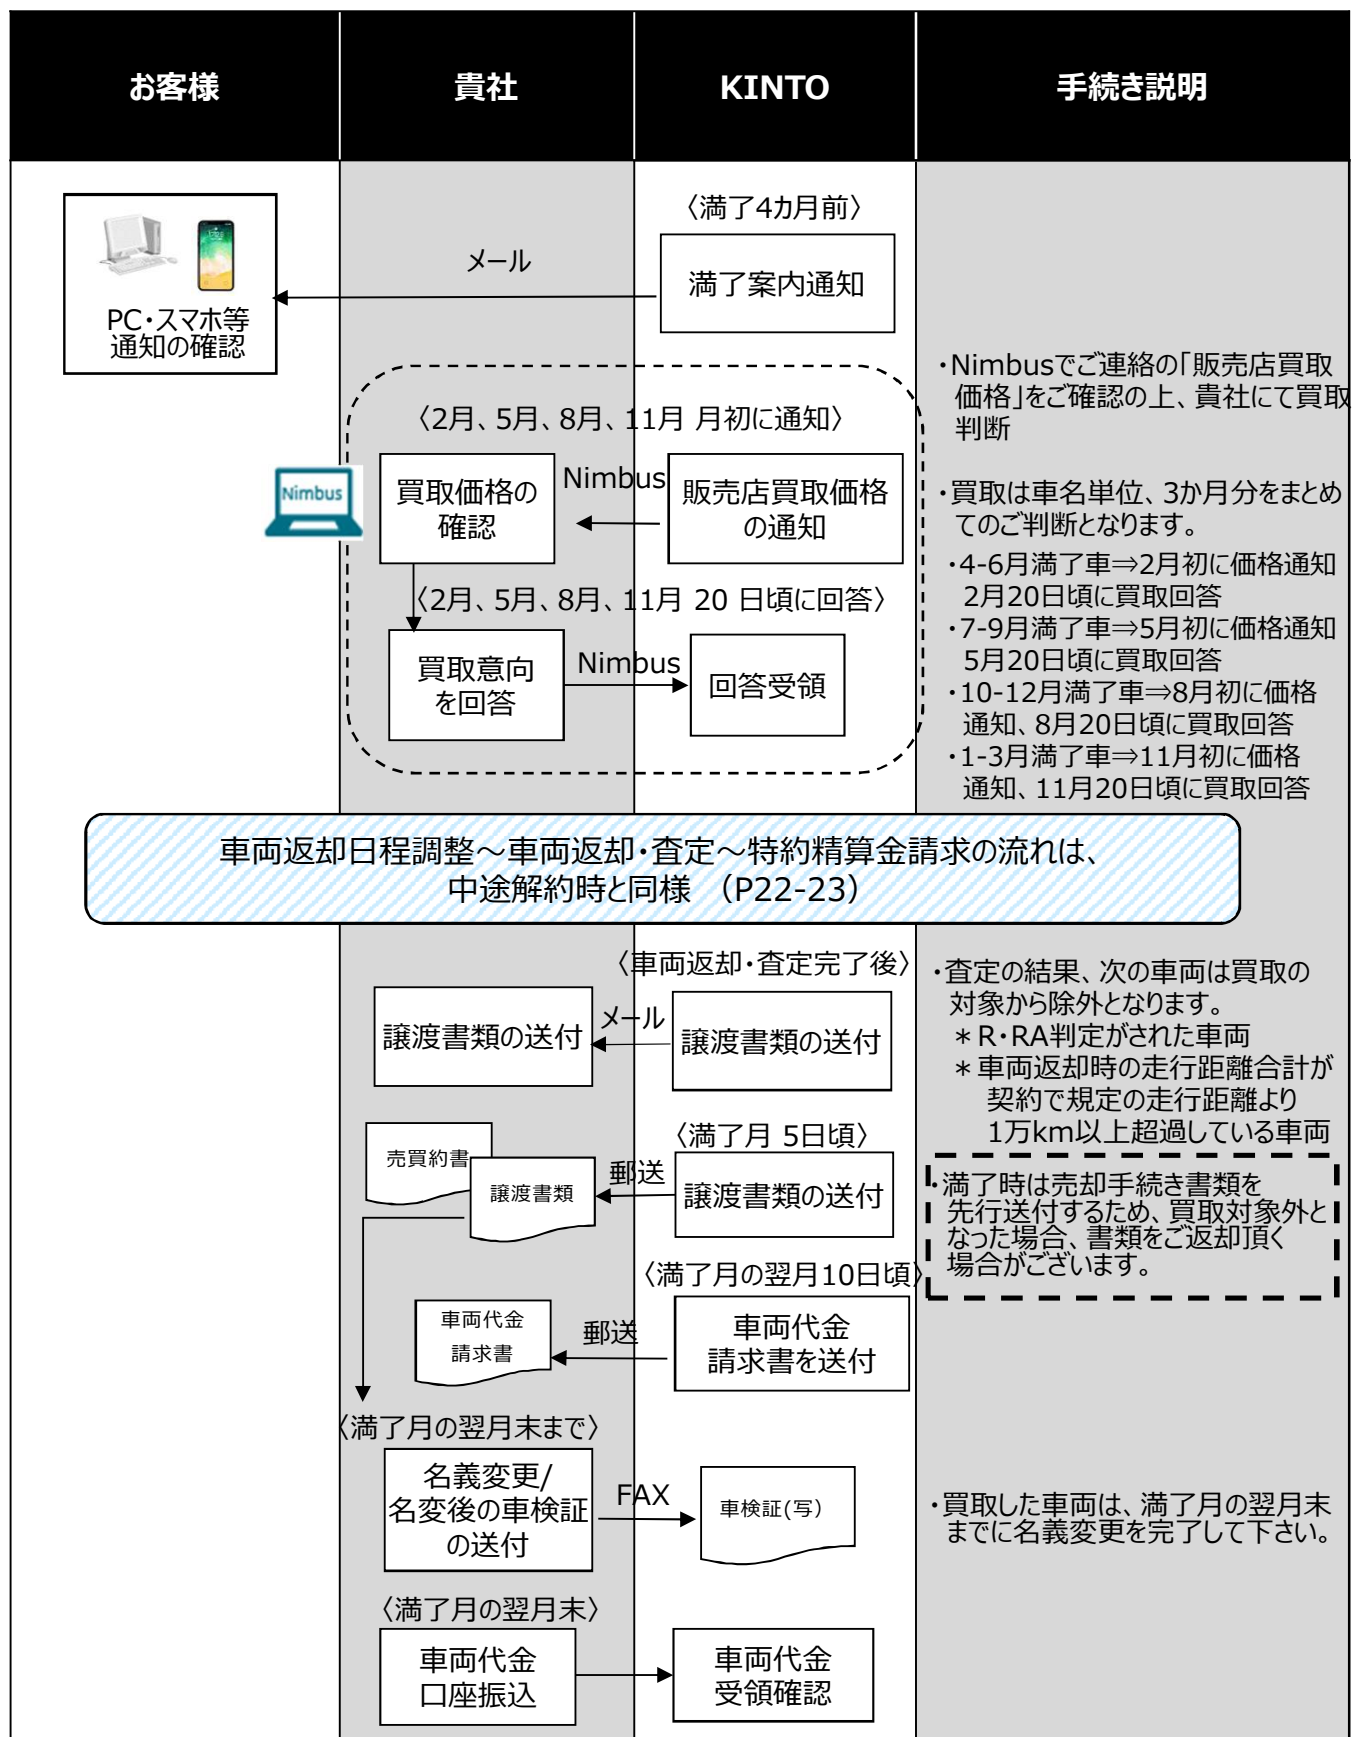 お客様
貴社
KINTO
手続き説明
〈満了4カ月前〉
満了案内通知
メール
PC・スマホ等
通知の確認
〈2月、5月、8月、11月 月初に通知〉
Nimbus
買取価格の
確認
Nimbus
販売店買取価格
の通知
〈2月、5月、8月、11月 20 日頃に回答〉
買取意向
を回答
Nimbus
回答受領
・Nimbusでご連絡の「販売店買取
価格」をご確認の上、貴社にて買取
判断
・買取は車名単位、3か月分をまとめ
てのご判断となります。
・4-6月満了車⇒2月初に価格通知
2月20日頃に買取回答
・7-9月満了車⇒5月初に価格通知
5月20日頃に買取回答
・10-12月満了車⇒8月初に価格
通知、8月20日頃に買取回答
・1-3月満了車⇒11月初に価格
通知、11月20日頃に買取回答
車両返却日程調整～車両返却・査定～特約精算金請求の流れは、
中途解約時と同様 （P22-23）
〈車両返却・査定完了後〉
譲渡書類の送付
メール
譲渡書類の送付
・査定の結果、次の車両は買取の
対象から除外となります。
＊R・RA判定がされた車両
＊車両返却時の走行距離合計が
契約で規定の走行距離より
1万km以上超過している車両
〈満了月 5日頃〉
売買約書
譲渡書類
郵送
譲渡書類の送付
・満了時は売却手続き書類を
先行送付するため、買取対象外と
なった場合、書類をご返却頂く
場合がございます。
〈満了月の翌月10日頃〉
車両代金
請求書
郵送
車両代金
請求書を送付
〈満了月の翌月末まで〉
名義変更/
名変後の車検証
の送付
FAX
車検証(写）
・買取した車両は、満了月の翌月末
までに名義変更を完了して下さい。
〈満了月の翌月末〉
車両代金
口座振込
車両代金
受領確認